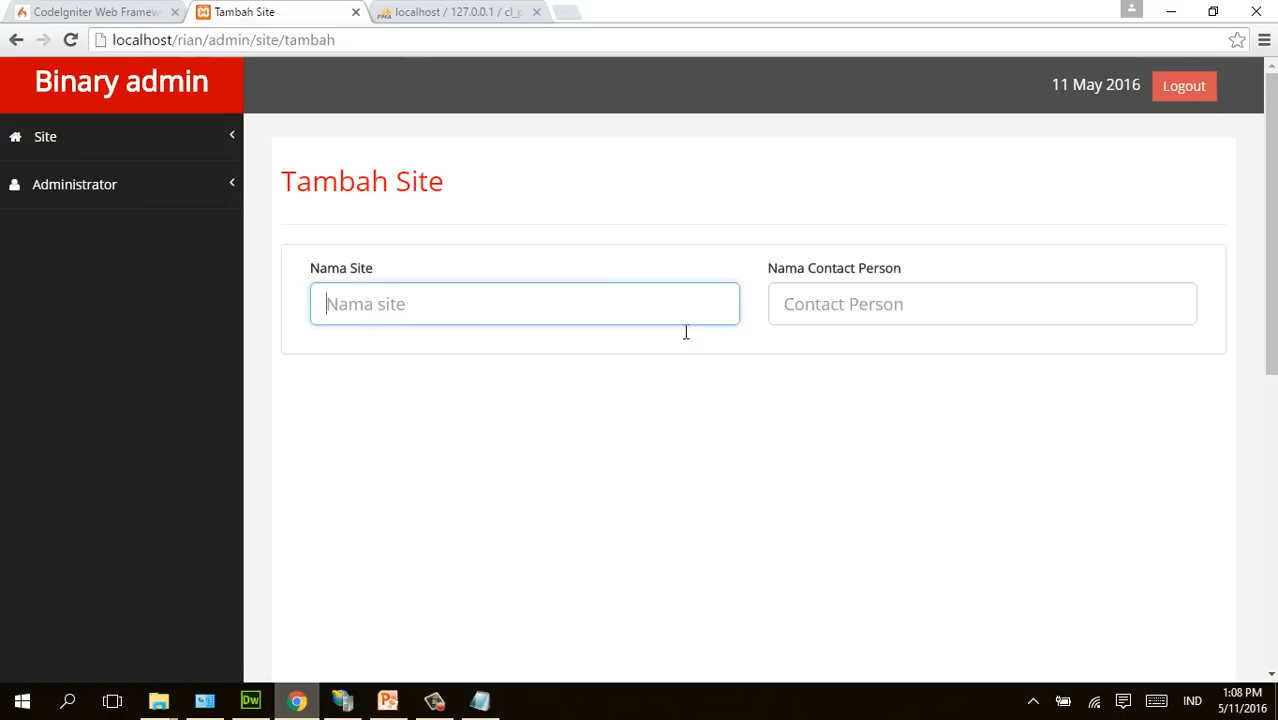 CodeIgniter Web Framew
Tambah Site
localhost / 127.0.0.1 / cl_p
localhost/rian/admin/site/tambah
Binary admin
11 May 2016
Logout
Site
Administrator
Tambah Site
Nama Site
Nama Contact Person
Nama site
Contact Person
Dw
IND
1:08 PM
5/11/2016